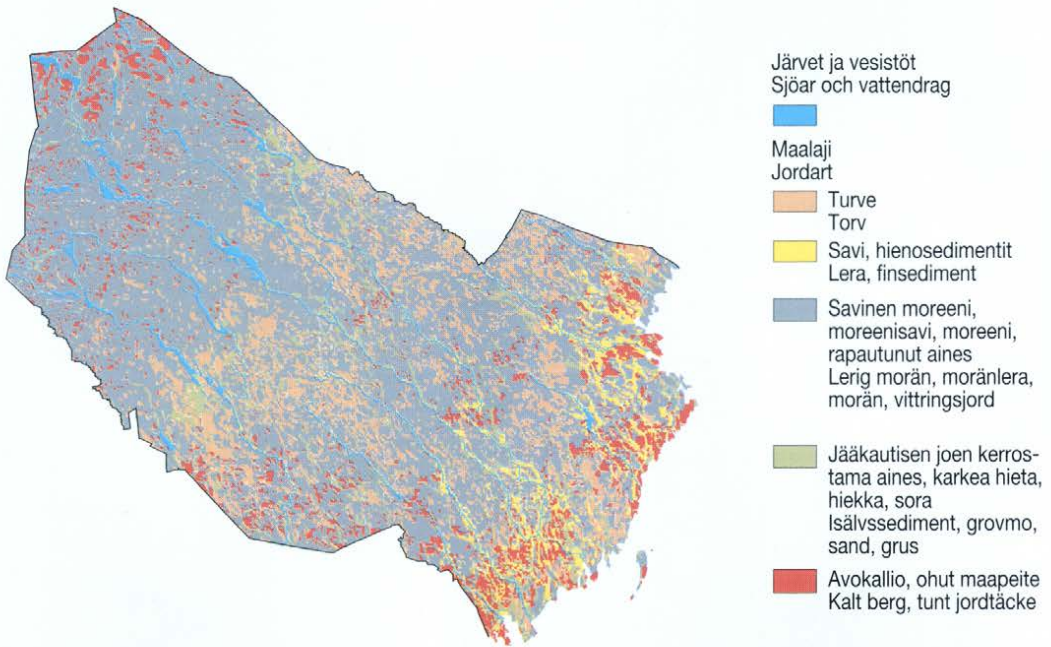 Järvet ja vesistöt
Sjöar och vattendrag
Maalaji
Jordart
Turve
Torv
Savi, hienosedimentit
Lera, finsediment
Savinen moreeni,
moreenisavi, moreeni,
rapautunut aines
Lerig morän, moränlera,
morän, vittringsjord
Jääkautisen joen kerros-
tama aines, karkea hieta,
hiekka, sora
Isälvssediment, grovmo,
sand, grus
Avokallio, ohut maapeite
Kalt berg, tunt jordtäcke